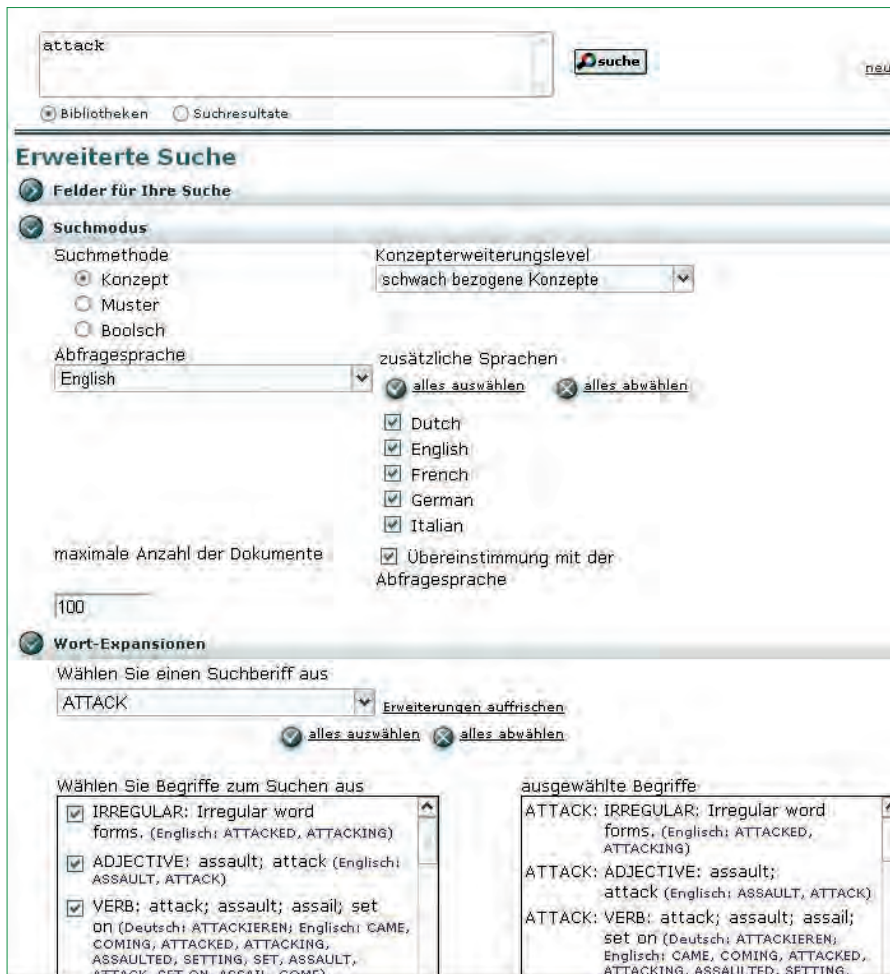 attack
suche
neu
Bibliotheken Suchresultate
Erweiterte Suche
Felder für Ihre Suche
Suchmodus
Suchmethode
Konzept
Muster
Boolsch
Konzepterweiterungslevel
schwach bezogene Konzepte
Abfragesprache
English
zusätzliche Sprachen
alles auswählen alles abwählen
Dutch
English
French
German
Italian
Übereinstimmung mit der
Abfragesprache
maximale Anzahl der Dokumente
100
Wort-Expansionen
Wählen Sie einen Suchberiff aus
ATTACK
Erweiterungen auffrischen
alles auswählen alles abwählen
Wählen Sie Begriffe zum Suchen aus
IRREGULAR: Irregular word
forms. (Englisch: ATTACKED, ATTACKING)
ADJECTIVE: assault; attack (Englisch:
ASSAULT, ATTACK)
VERB: attack; assault; assail; set
on (Deutsch: ATTACKIEREN; Englisch: CAME,
COMING, ATTACKED, ATTACKING,
ASSAULTED, SETTING, SET, ASSAULT,
ATTACK, SET ON, ASSAIL, COME)
ausgewählte Begriffe
ATTACK: IRREGULAR: Irregular word
forms. (Englisch: ATTACKED,
ATTACKING)
ATTACK: ADJECTIVE: assault;
attack (Englisch: ASSAULT, ATTACK)
ATTACK: VERB: attack; assault; assail;
set on (Deutsch: ATTACKIEREN;
Englisch: CAME, COMING, ATTACKED,
ATTACKING, ASSAULTED, SETTING,